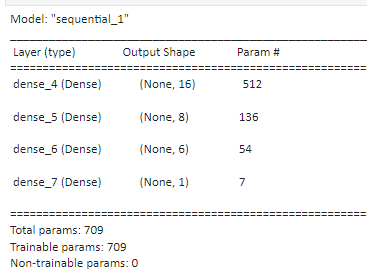 Model: "sequential_1"
Layer (type) Output Shape Param #
=================================================================
dense_4 (Dense) (None, 16) 512
dense_5 (Dense) (None, 8) 136
dense_6 (Dense) (None, 6) 54
dense_7 (Dense) (None, 1) 7
=================================================================
Total params: 709
Trainable params: 709
Non-trainable params: 0